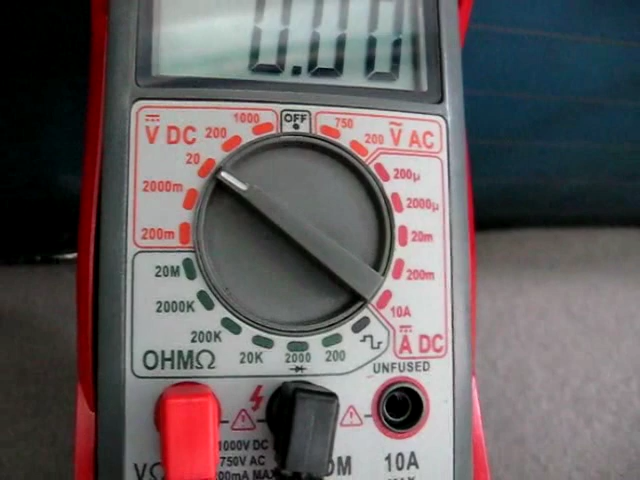 0.00
1000
OFF
750
V DC
200
200
V AC
20
200µ
2000m
2000µ
200m
20m
20M
200m
2000K
10A
200K
20K
2000
200
A DC
OHMΩ
UNFUSED
1000V DC
750V AC
10A
VΩ
MAX